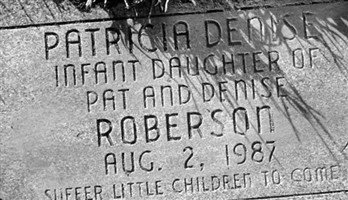 PATRICIA DENISE
INFANT DAUGHTER OF
PAT AND DENISE
ROBERSON
AUG. 2, 1987
SUFFER LITTLE CHILDREN TO COME